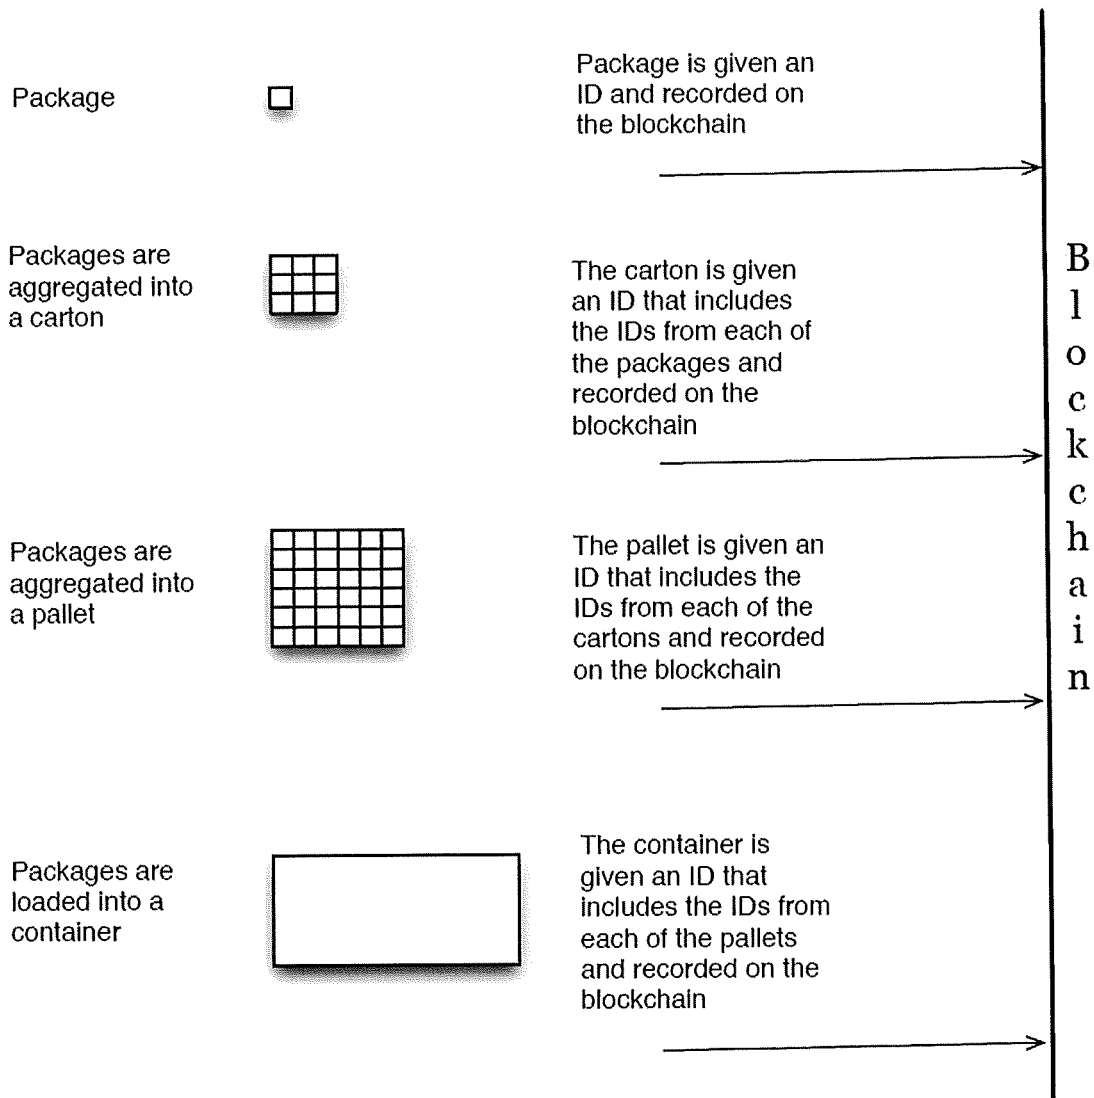 Package
Package is given an
ID and recorded on
the blockchain
Packages are
aggregated into
a carton
The carton is given
an ID that includes
the IDs from each of
the packages and
recorded on the
blockchain
Packages are
aggregated into
a pallet
The pallet is given an
ID that includes the
IDs from each of the
cartons and recorded
on the blockchain
Packages are
loaded into a
container
The container is
given an ID that
includes the IDs from
each of the pallets
and recorded on the
blockchain
Blockchain